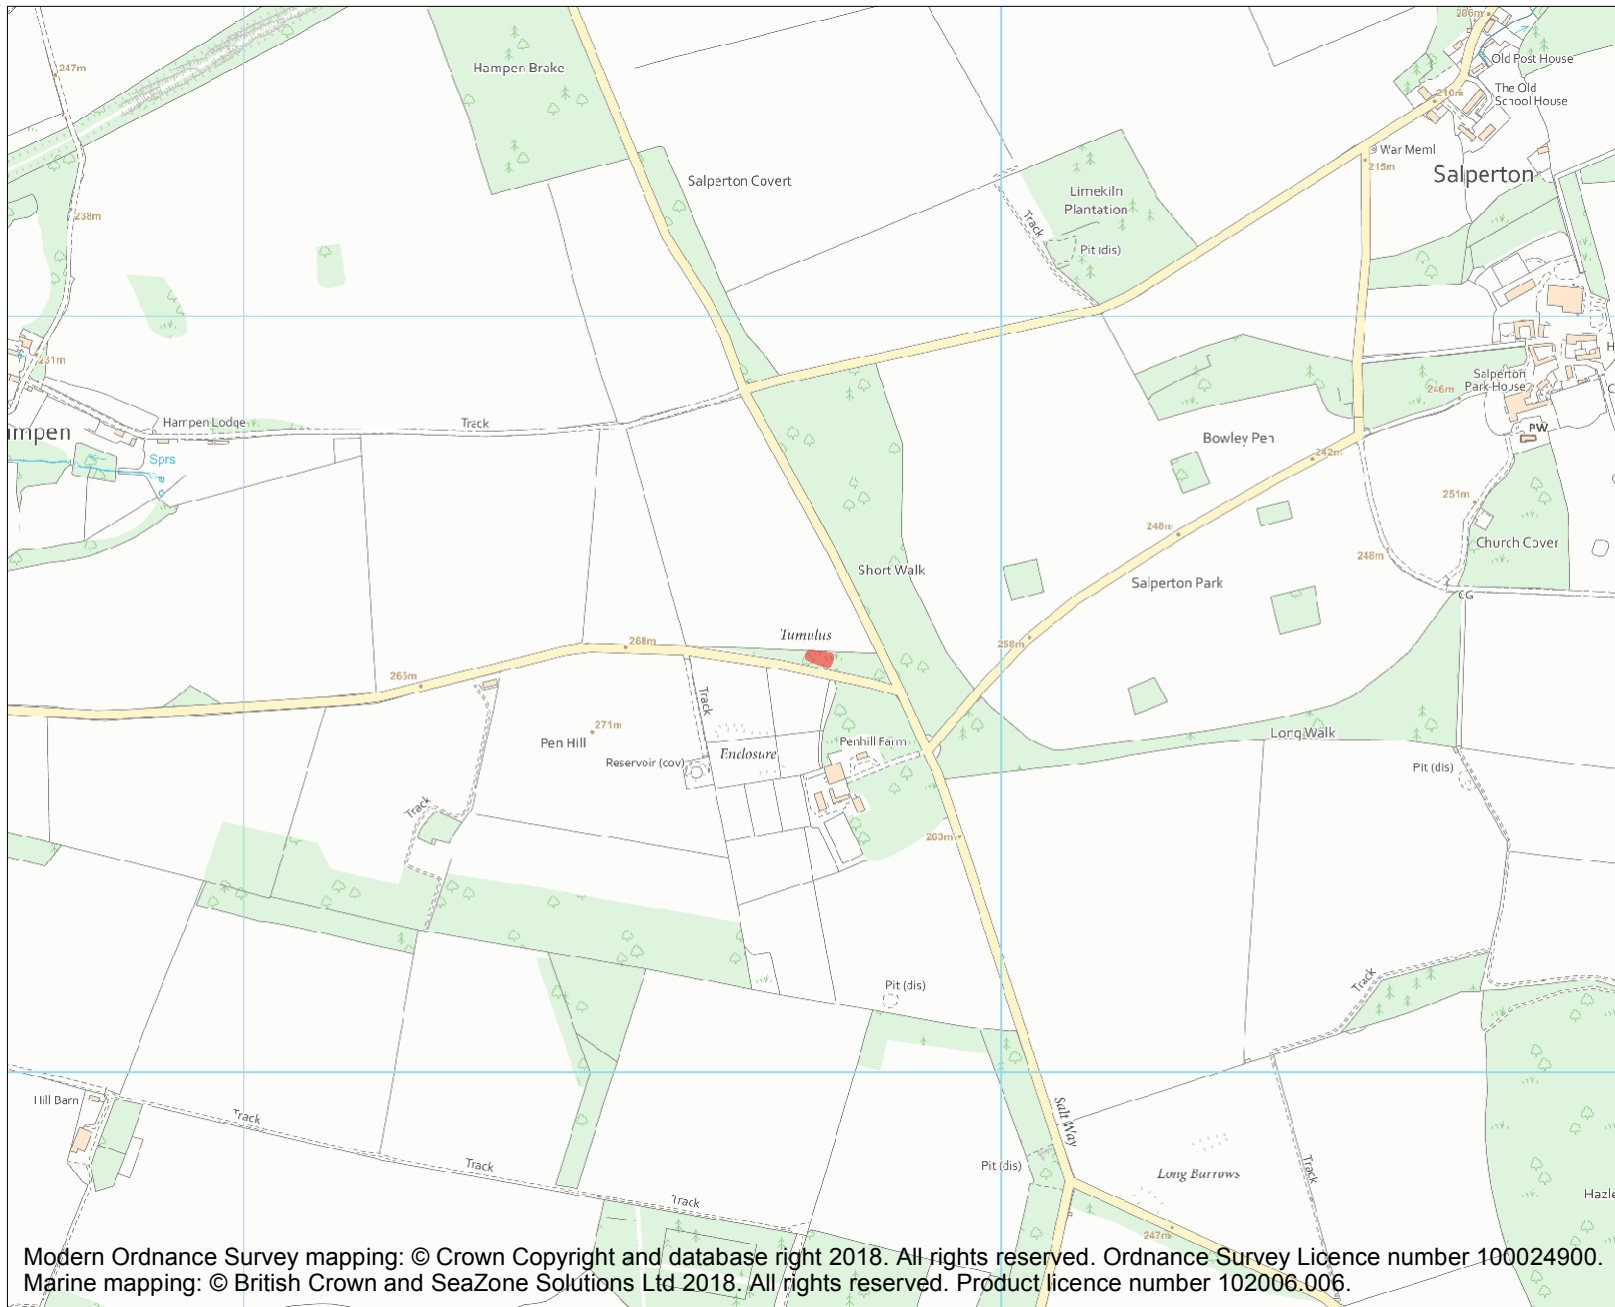 206m
Old Post House
Hampen Brake
247m
The Old
School House
210m
War Meml
215m
Salperton
Salperton Covert
Limekiln
Plantation
Track
Pit (dis)
238m
231m
Salperton
Park House
246m
Hampen Lodge
Track
PW
ampen
Bowley Pen
Sprs
242m
251m
248m
Church Cover
248m
Short Walk
Salperton Park
CG
Tumulus
268m
258m
265m
Track
271m
Pen Hill
Enclosure
Penhill Farm
Long Walk
Reservoir (cov)
Pit (dis)
Track
203m
Pit (dis)
Track
Hill Barn
Track
Salt Way
Track
Pit (dis)
Long Barrows
Track
Track
Hazle
247m
Modern Ordnance Survey mapping: © Crown Copyright and database right 2018. All rights reserved. Ordnance Survey Licence number 100024900.
Marine mapping: © British Crown and SeaZone Solutions Ltd 2018. All rights reserved. Product licence number 102006.006.